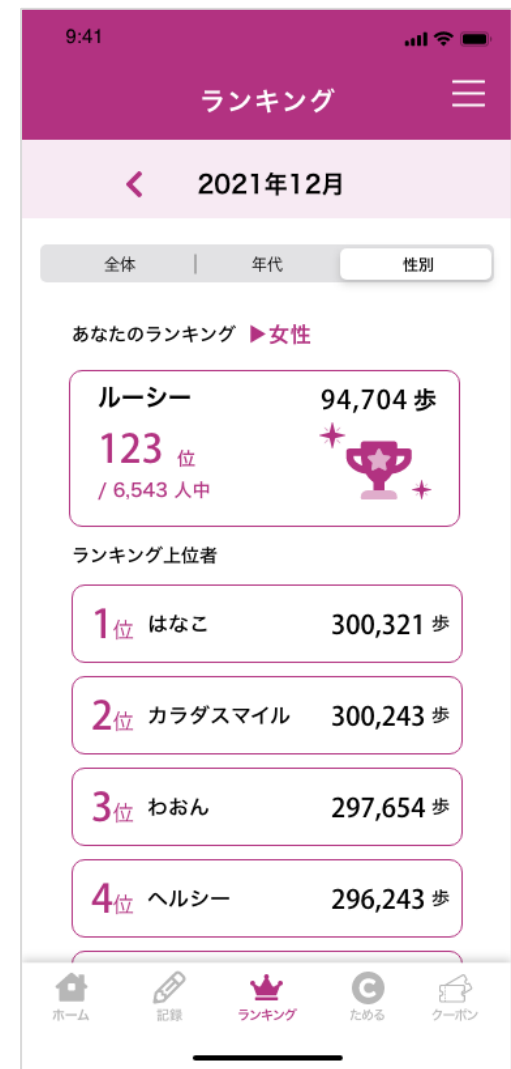 9:41
ランキング
2021年12月
全体 | 年代 性別
あなたのランキング ▶女性
ルーシー 94,704 歩
123 位
/ 6,543 人中
ランキング上位者
1位 はなこ 300,321 歩
2位 カラダスマイル 300,243 歩
3位 わおん 297,654 歩
4位 ヘルシー 296,243 歩
ホーム 記録 ランキング ためる クーポン